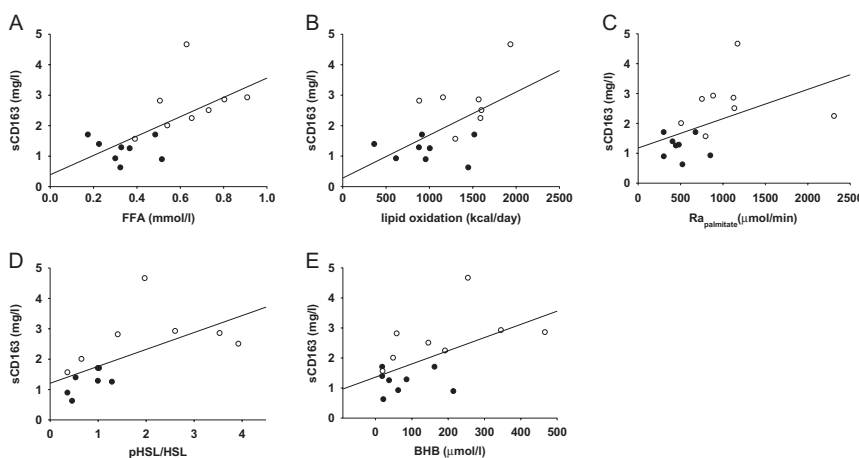 A
5
4
3
2
1
0
sCD163 (mg/l)
0.0 0.2 0.4 0.6 0.8 1.0
FFA (mmol/l)
B
5
4
3
2
1
0
sCD163 (mg/l)
0 500 1000 1500 2000 2500
lipid oxidation (kcal/day)
C
5
4
3
2
1
0
sCD163 (mg/l)
0 500 1000 1500 2000 2500
Ra palmitate (μmol/min)
D
5
4
3
2
1
0
sCD163 (mg/l)
0 1 2 3 4
pHSL/HSL
E
5
4
3
2
1
0
sCD163 (mg/l)
0 100 200 300 400 500
BHB (μmol/l)